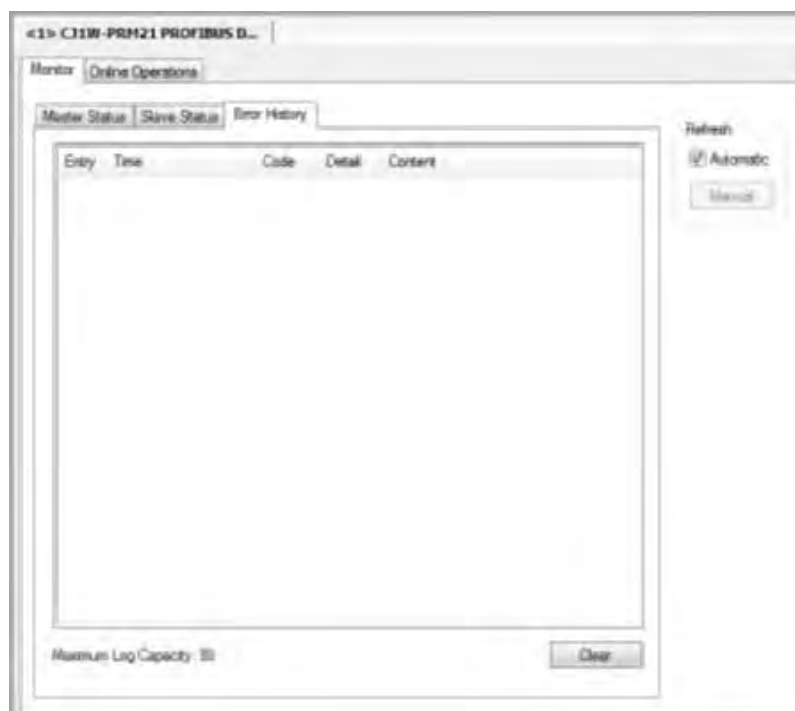 <1> CJ1W-PRM21 PROFIBUS D...
Monitor Online Operations
Master Status Slave Status Error History
Refresh
Entry Time Code Detail Content
Automatic
Manual
Maximum Log Capacity
Clear